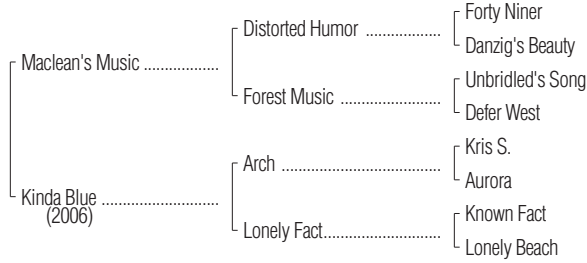 Forty Niner
Distorted Humor ..................
Danzig's Beauty
Maclean's Music ..................
Unbridled's Song
Forest Music ........................
Defer West
Kris S.
Arch ......................................
Aurora
Kinda Blue ............................
(2006)
Known Fact
Lonely Fact............................
Lonely Beach